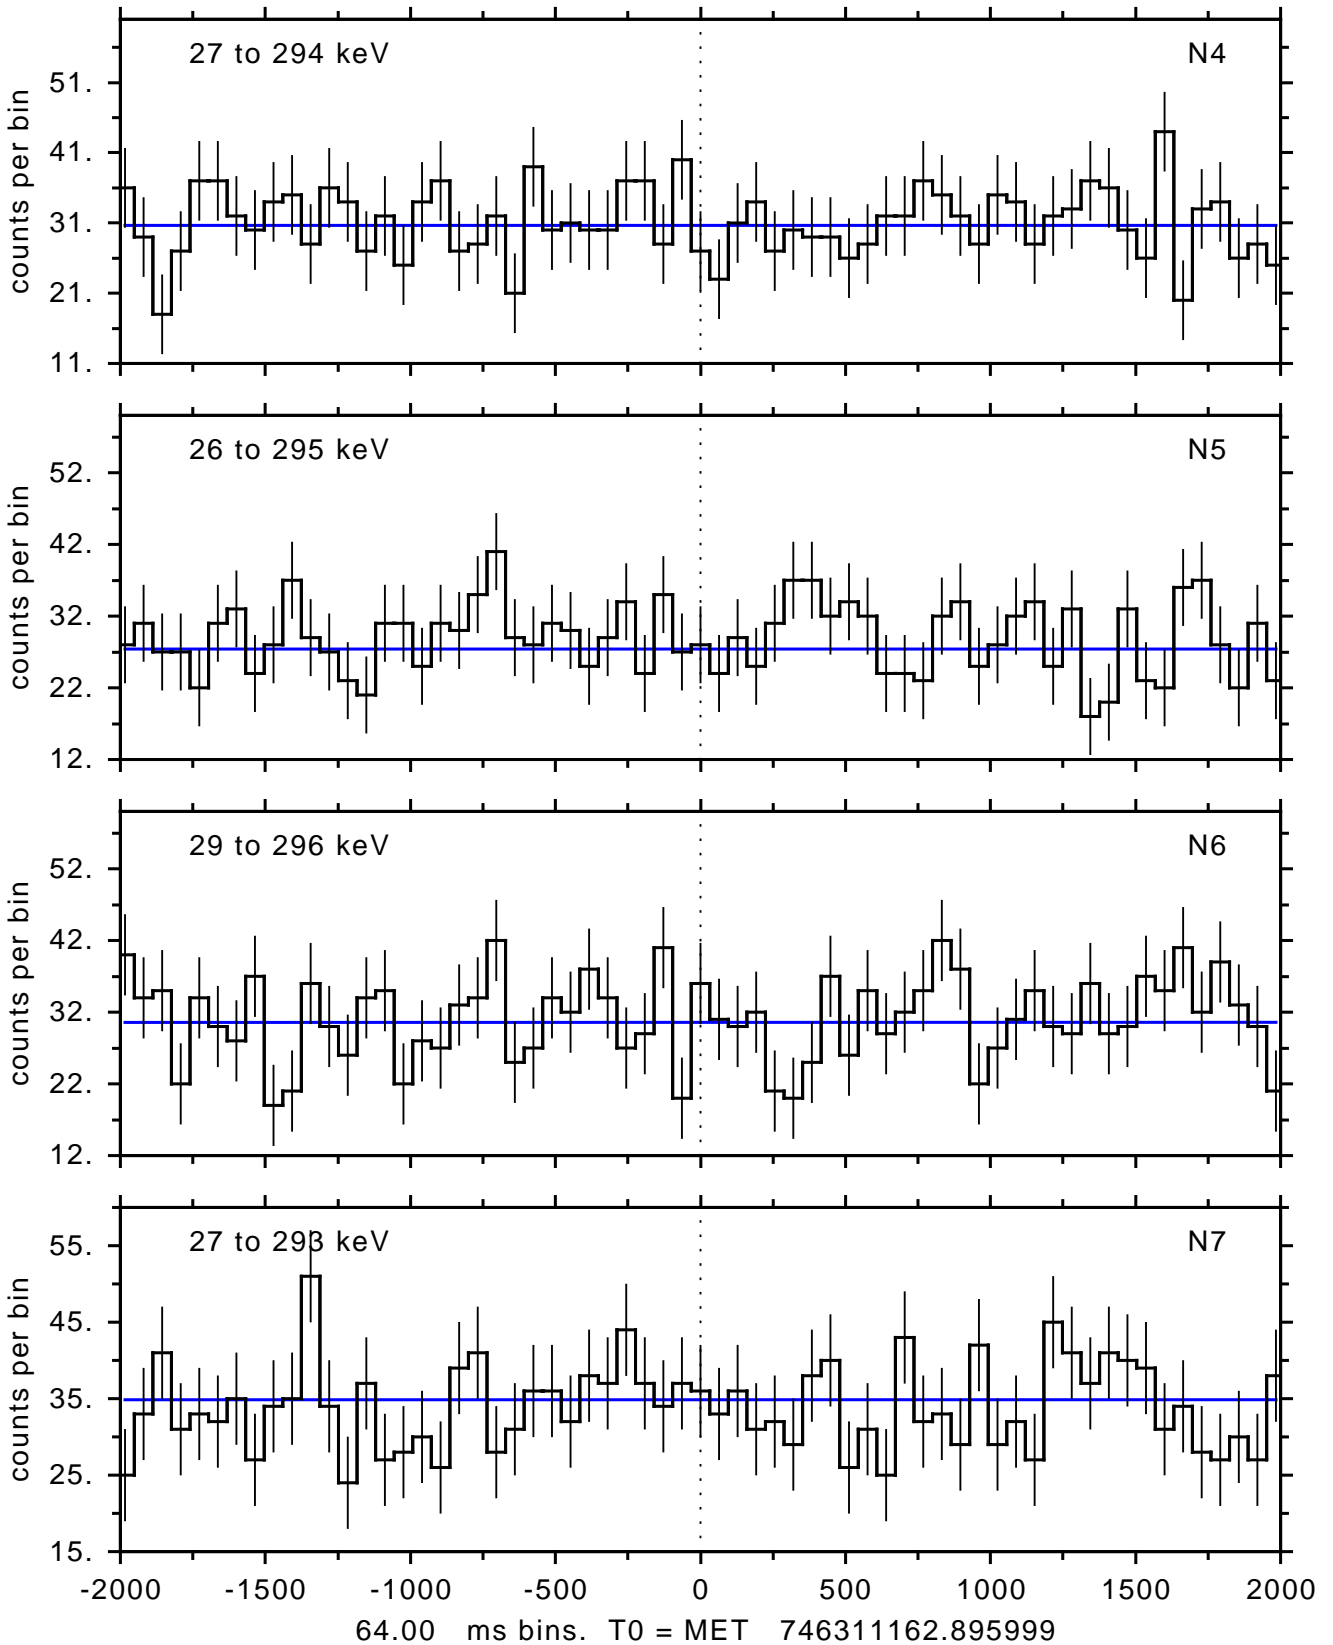 27 to 294 keV N4
51.
41.
31.
21.
11.
counts per bin
26 to 295 keV N5
52.
42.
32.
22.
12.
counts per bin
29 to 296 keV N6
52.
42.
32.
22.
12.
counts per bin
27 to 293 keV N7
55.
45.
35.
25.
15.
counts per bin
-2000 -1500 -1000 -500 0 500 1000 1500 2000
64.00 ms bins. T0 = MET 746311162.895999